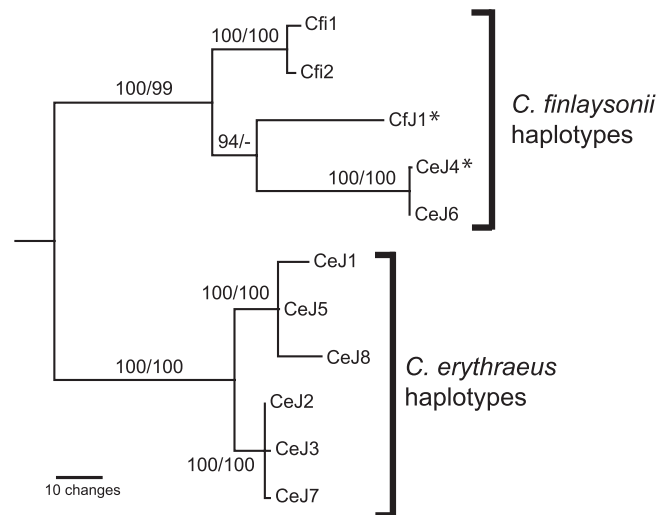 Cfi1
100/100
Cfi2
100/99
C. finlaysonii
haplotypes
CfJ1*
94/-
CeJ4*
100/100
CeJ6
CeJ1
100/100
CeJ5
CeJ8
100/100
C. erythraeus
haplotypes
CeJ2
CeJ3
100/100
CeJ7
10 changes